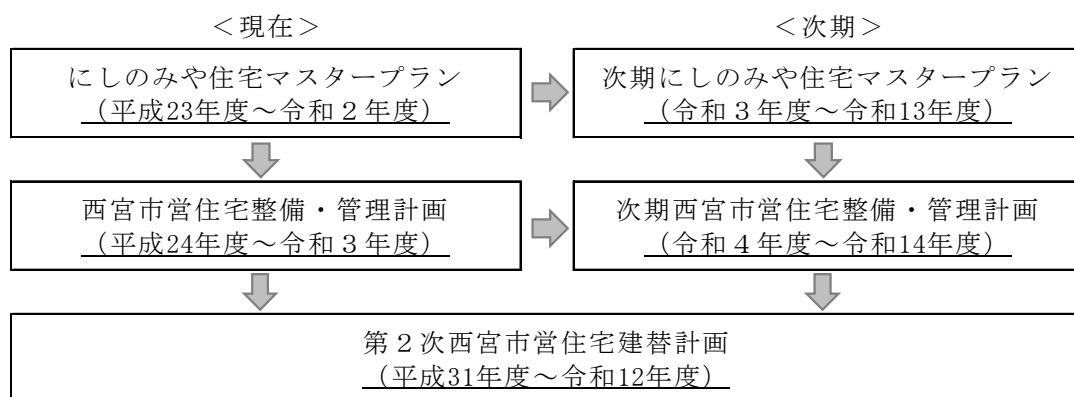 ＜現在＞
＜次期＞
にしのみや住宅マスタープラン
（平成23年度～令和２年度）
次期にしのみや住宅マスタープラン
（令和３年度～令和13年度）
西宮市営住宅整備・管理計画
（平成24年度～令和３年度）
次期西宮市営住宅整備・管理計画
（令和４年度～令和14年度）
第２次西宮市営住宅建替計画
（平成31年度～令和12年度）